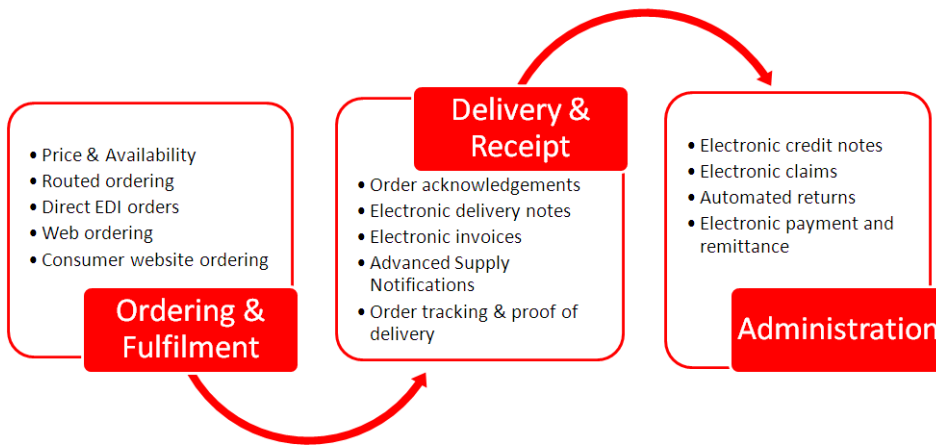 • Price & Availability
• Routed ordering
• Direct EDI orders
• Web ordering
• Consumer website ordering
Ordering &
Fulfilment
Delivery &
Receipt
• Order acknowledgements
• Electronic delivery notes
• Electronic invoices
• Advanced Supply
Notifications
• Order tracking & proof of
delivery
• Electronic credit notes
• Electronic claims
• Automated returns
• Electronic payment and
remittance
Administration